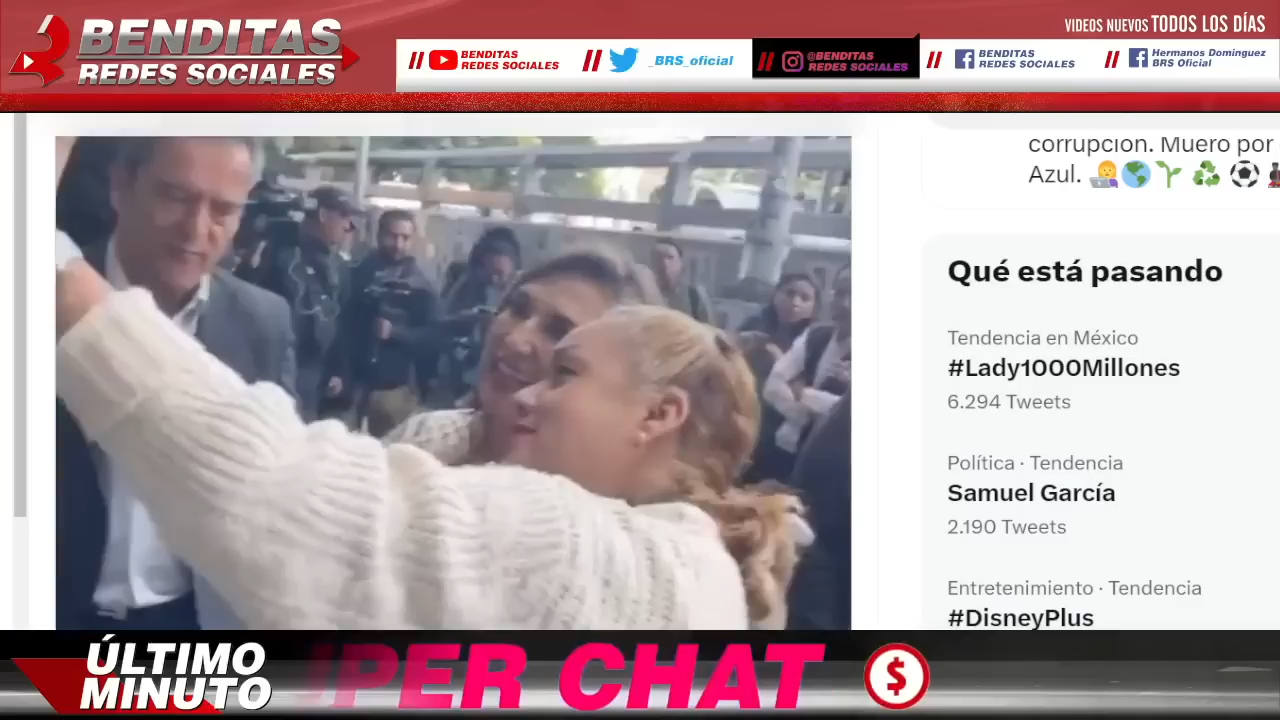 BENDITAS
REDES SOCIALES
VIDEOS NUEVOS TODOS LOS DÍAS
BENDITAS
REDES SOCIALES
_BRS_oficial
@BENDITAS
REDES SOCIALES
BENDITAS
REDES SOCIALES
Hermanos Dominguez
BRS Oficial
corrupción. Muero por
Azul.
Qué está pasando
Tendencia en México
#Lady1000Millones
6.294 Tweets
Política · Tendencia
Samuel García
2.190 Tweets
Entretenimiento · Tendencia
#DisneyPlus
ÚLTIMO
MINUTO
PER CHAT
$